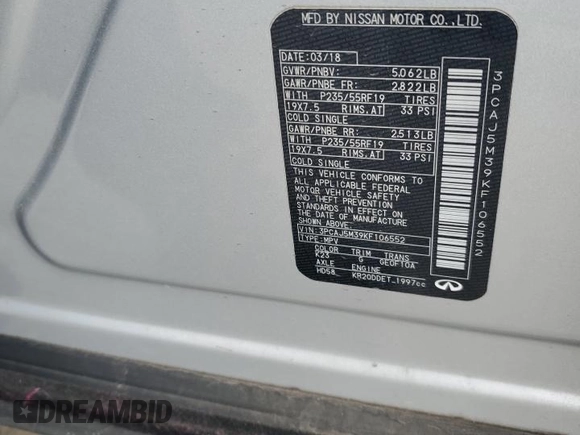 MFD BY NISSAN MOTOR CO.,LTD.
DATE: 03/18
GVWR/PNBV: 5,062LB
GAWR/PNBE FR: 2,822LB
WITH P235/55RF19 TIRES
19X7.5 RIMS,AT 33 PSI
COLD SINGLE
GAWR/PNBE RR: 2,513LB
WITH P235/55RF19 TIRES
19X7.5 RIMS,AT 33 PSI
COLD SINGLE
THIS VEHICLE CONFORMS TO
ALL APPLICABLE FEDERAL
MOTOR VEHICLE SAFETY
AND THEFT PREVENTION
STANDARDS IN EFFECT ON
THE DATE OF MANUFACTURE
SHOWN ABOVE.
V.I.N: 3PCAJ5M39KF106552
TYPE: MPV
COLOR TRIM TRANS
K23 G GE0F10A
AXLE ENGINE
HD58 KR20DDET 1997cc
3PCAJ5M39KF106552
INFINITI
DREAMBID